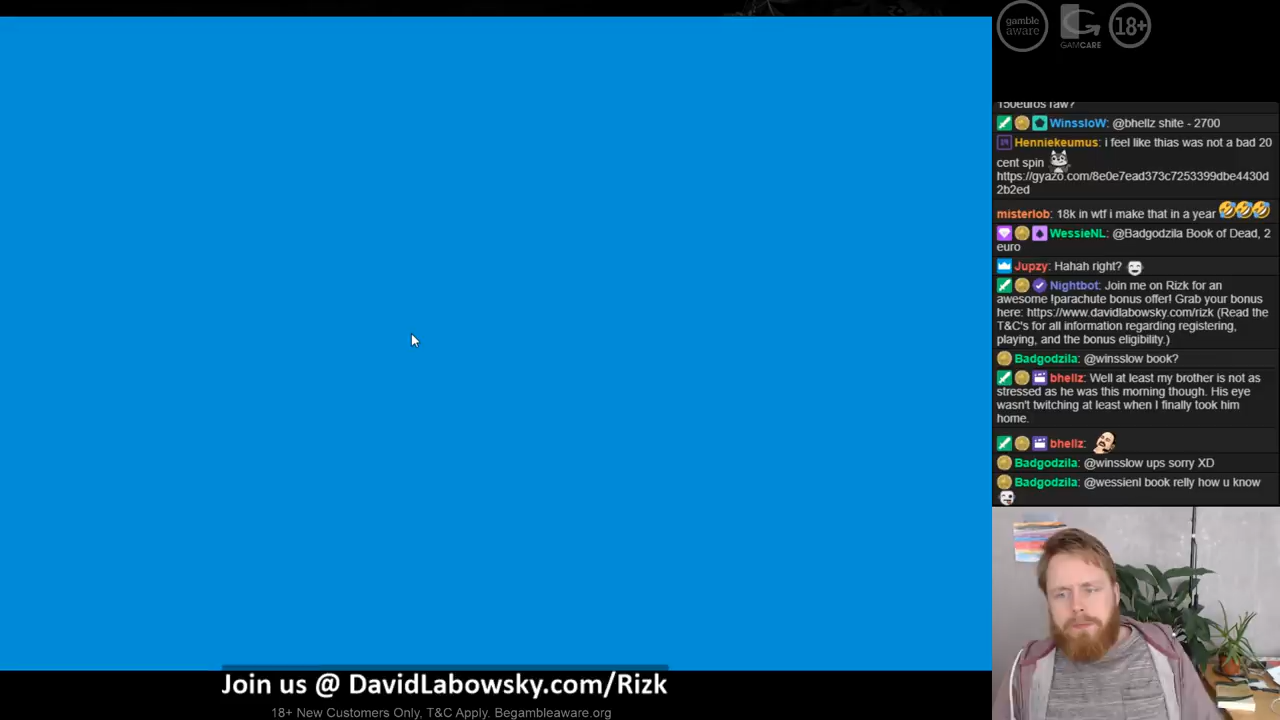 gamble
aware
GAMCARE
18+
150euros raw?
WinssloW: @bhellz shite - 2700
Henniekeumus: i feel like thias was not a bad 20
cent spin
https://gyazo.com/8e0e7ead373c7253399dbe4430d
2b2ed
misterlob: 18k in wtf i make that in a year
WessieNL: @Badgodzila Book of Dead, 2
euro
Jupzy: Hahah right?
Nightbot: Join me on Rizk for an
awesome !parachute bonus offer! Grab your bonus
here: https://www.davidlabowsky.com/rizk (Read the
T&C's for all information regarding registering,
playing, and the bonus eligibility.)
Badgodzila: @winsslow book?
bhellz: Well at least my brother is not as
stressed as he was this morning though. His eye
wasn't twitching at least when I finally took him
home.
bhellz:
Badgodzila: @winsslow ups sorry XD
Badgodzila: @wessienl book relly how u know
Join us @ DavidLabowsky.com/Rizk
18+ New Customers Only, T&C Apply. Begambleaware.org